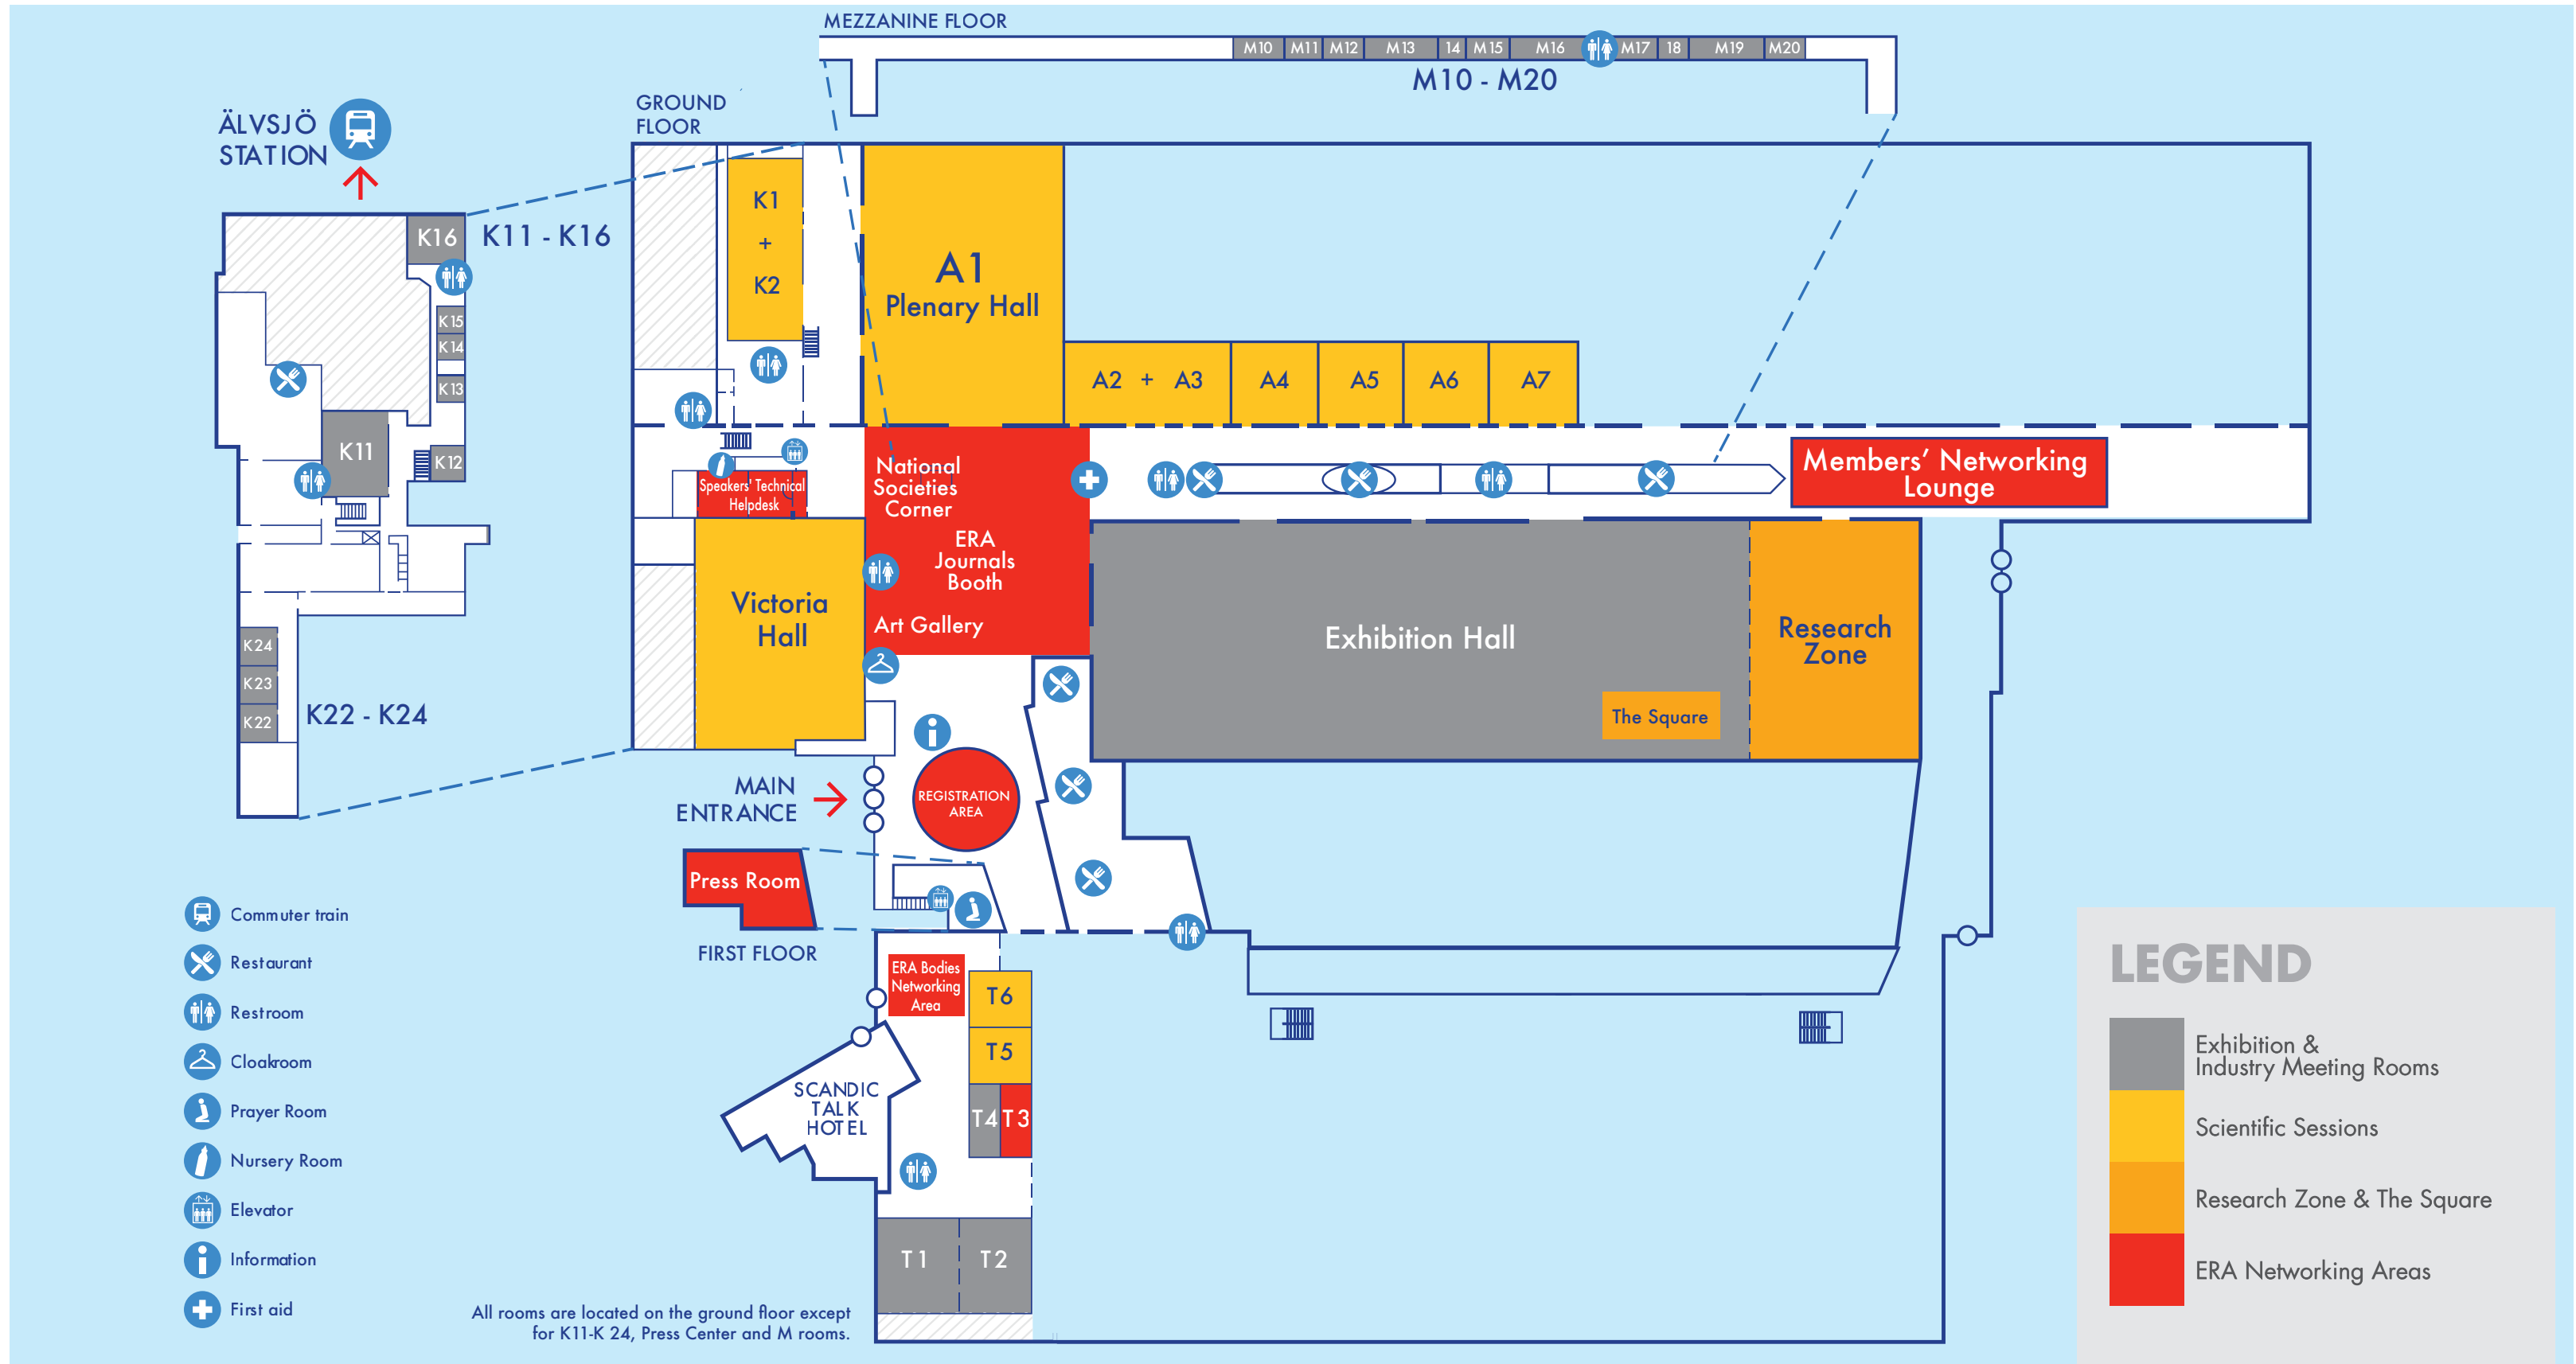 MEZZANINE FLOOR
M10 M11 M12 M13 14 M15 M16 M17 18 M19 M20
M10 - M20
GROUND
FLOOR
ÄLVSJÖ
STATION
K16
K11 - K16
K15
K14
K13
K11
K12
K24
K23
K22
K22 - K24
K1
+
K2
A1
Plenary Hall
A2 + A3
A4
A5
A6
A7
Speakers' Technical
Helpdesk
National
Societies
Corner
ERA
Journals
Booth
Art Gallery
Members' Networking
Lounge
Victoria
Hall
Exhibition Hall
The Square
Research
Zone
MAIN
ENTRANCE
REGISTRATION
AREA
Press Room
FIRST FLOOR
ERA Bodies
Networking
Area
T6
T5
T4
T3
SCANDIC
TALK
HOTEL
T1
T2
Commuter train
Restaurant
Restroom
Cloakroom
Prayer Room
Nursery Room
Elevator
Information
First aid
All rooms are located on the ground floor except
for K11-K 24, Press Center and M rooms.
LEGEND
Exhibition &
Industry Meeting Rooms
Scientific Sessions
Research Zone & The Square
ERA Networking Areas